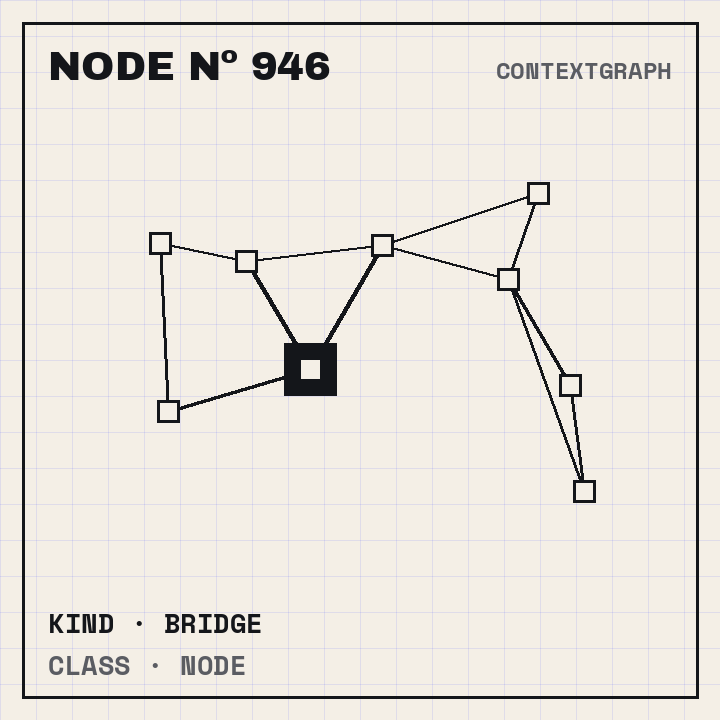 NODE Nº 946
CONTEXTGRAPH
KIND · BRIDGE
CLASS · NODE